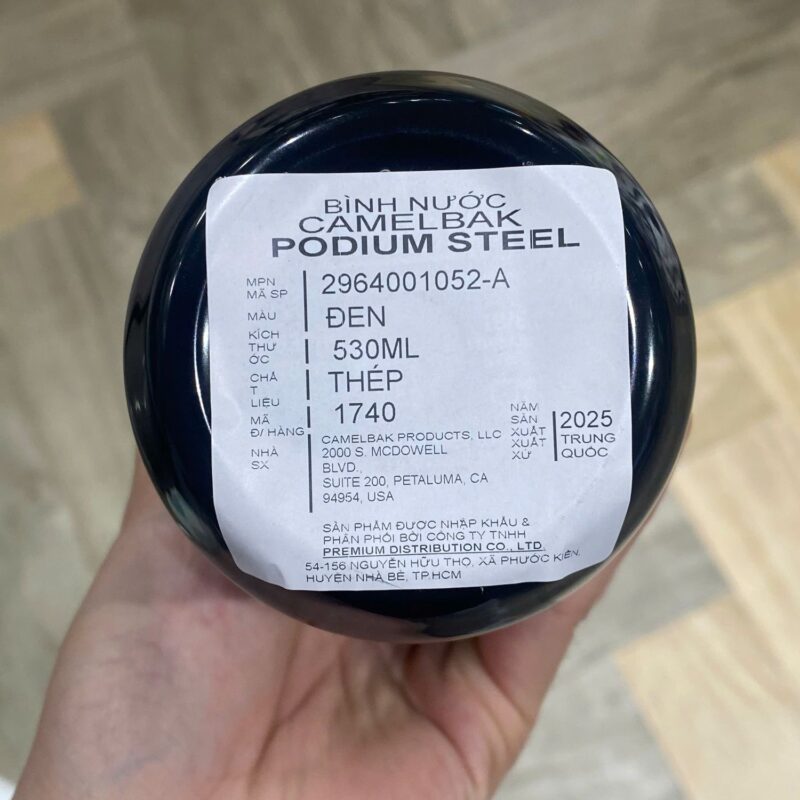 BÌNH NƯỚC
CAMELBAK
PODIUM STEEL
MPN
MÃ SP
2964001052-A
MÀU
ĐEN
KÍCH
THƯ
ỚC
530ML
CHẤ
T
LIỆU
THÉP
MÃ
Đ/ HÀNG
1740
NHÀ
SX
CAMELBAK PRODUCTS, LLC
2000 S. MCDOWELL
BLVD.,
SUITE 200, PETALUMA, CA
94954, USA
NĂM
SẢN
XUẤT
XUẤT
XỨ
2025
TRUNG
QUỐC
SẢN PHẨM ĐƯỢC NHẬP KHẨU &
PHÂN PHỐI BỞI CÔNG TY TNHH
PREMIUM DISTRIBUTION CO., LTD
54-156 NGUYỄN HỮU THỌ, XÃ PHƯỚC KIỂN,
HUYỆN NHÀ BÈ, TP.HCM